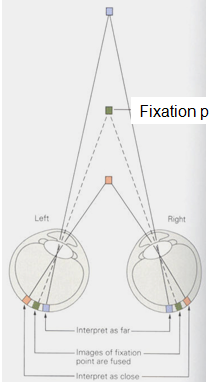 Fixation p
Left
Right
Interpret as far
Images of fixation
point are fused
Interpret as close